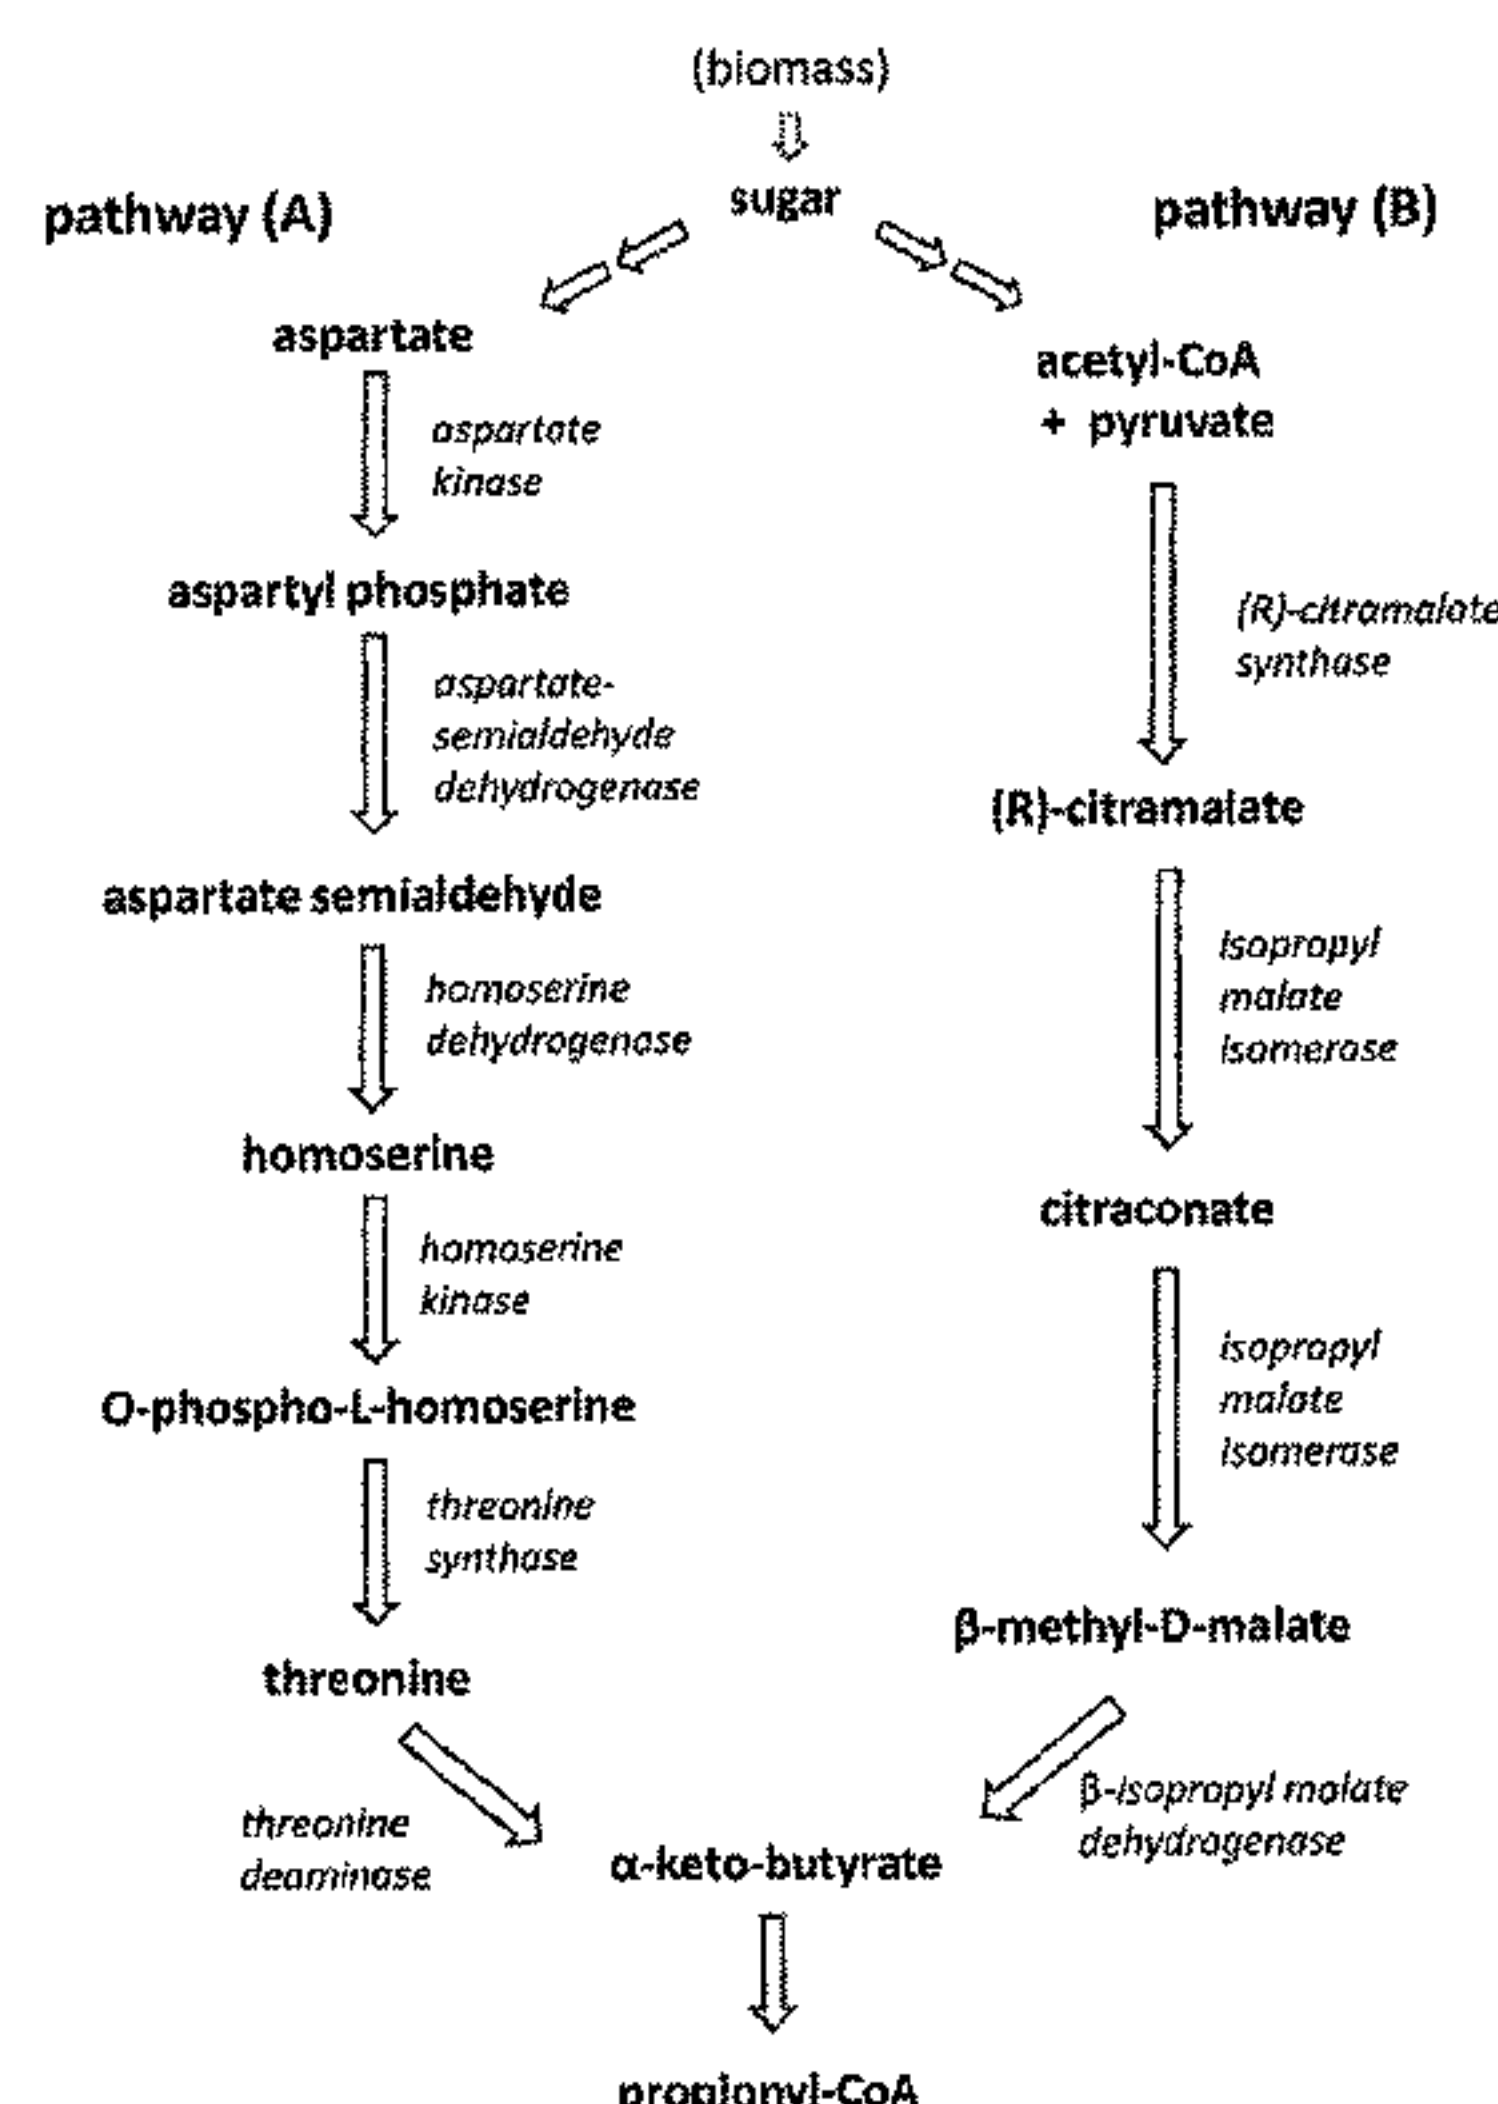 (biomass)
sugar
pathway (A)
pathway (B)
aspartate
aspartate
kinase
aspartyl phosphate
aspartate-
semialdehyde
dehydrogenase
aspartate semialdehyde
homoserine
dehydrogenase
homoserine
homoserine
kinase
O-phospho-L-homoserine
threonine
synthase
threonine
threonine
deaminase
acetyl-CoA
+ pyruvate
(R)-citramalate
synthase
(R)-citramalate
isopropyl
malate
isomerase
citraconate
isopropyl
malate
isomerase
β-methyl-D-malate
β-isopropyl malate
dehydrogenase
α-keto-butyrate
propionyl-CoA